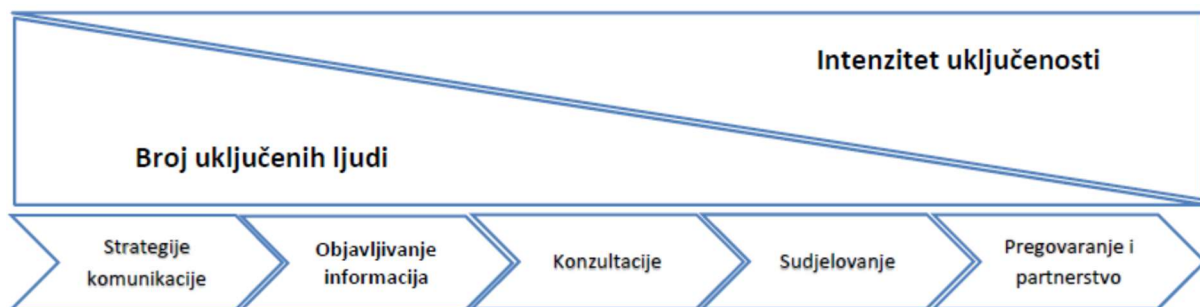 Intenzitet uključenosti
Broj uključenih ljudi
Strategije
komunikacije
Objavljivanje
informacija
Konzultacije
Sudjelovanje
Pregovaranje i
partnerstvo